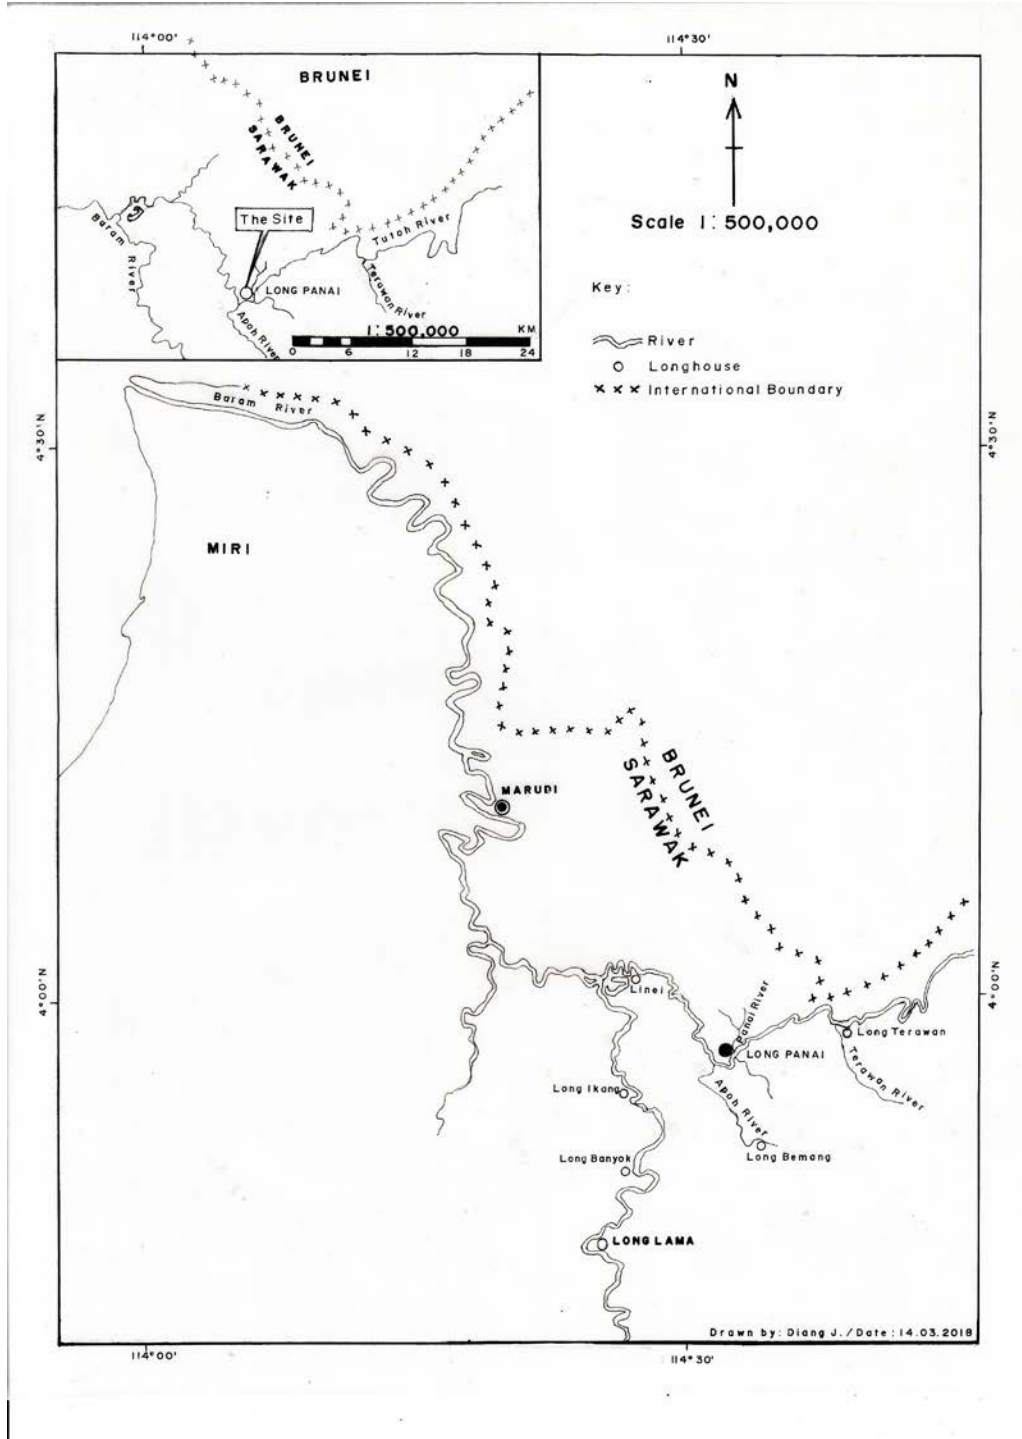 114°00'
114°30'
BRUNEI
BRUNEI
SARAWAK
Baram
River
The Site
Tutoh River
Terawan River
LONG PANAI
Apoh River
1:500,000
KM
0 6 12 18 24
N
Scale 1:500,000
Key:
River
Longhouse
International Boundary
Baram River
4°30'N
4°30'N
MIRI
MARUDI
BRUNEI
SARAWAK
4°00'N
4°00'N
Linei
Panai River
Long Terawan
LONG PANAI
Terawan River
Apoh River
Long Ikang
Long Bemang
Long Banyok
LONG LAMA
Drawn by: Diang J./Date:14.03.2018
114°00'
114°30'